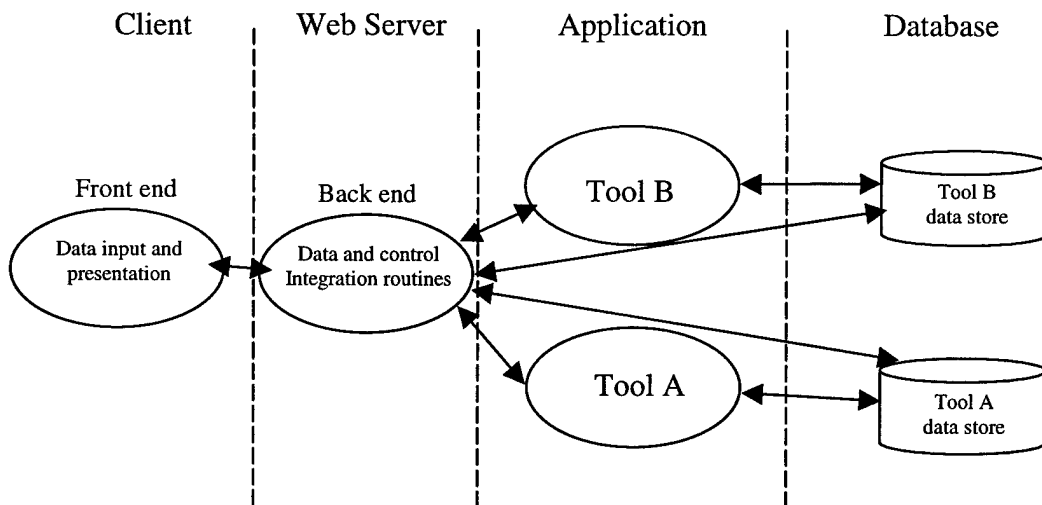 Client
Web Server
Application
Database
Front end
Data input and
presentation
Back end
Data and control
Integration routines
Tool B
Tool B
data store
Tool A
Tool A
data store